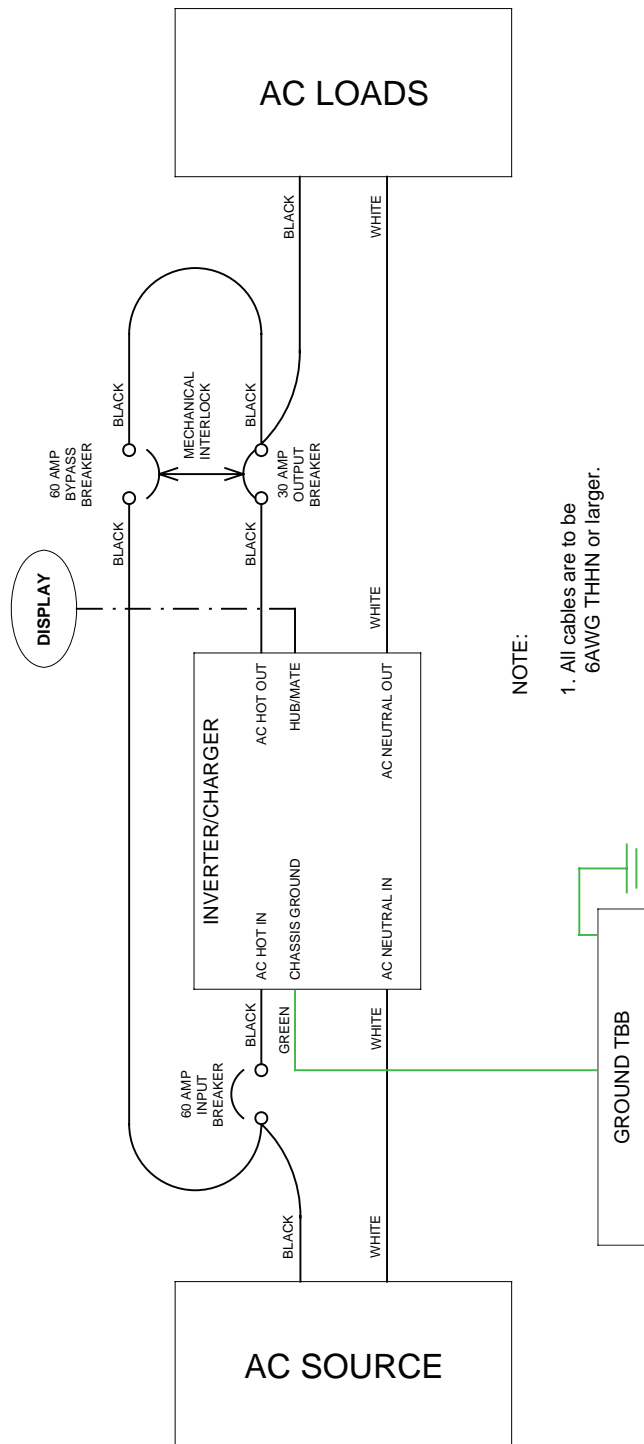 AC LOADS
BLACK
WHITE
BLACK
BLACK
MECHANICAL
INTERLOCK
60 AMP
BYPASS
BREAKER
30 AMP
OUTPUT
BREAKER
BLACK
BLACK
DISPLAY
WHITE
INVERTER/CHARGER
AC HOT OUT
HUB/MATE
AC NEUTRAL OUT
AC HOT IN
CHASSIS GROUND
AC NEUTRAL IN
BLACK
GREEN
WHITE
60 AMP
INPUT
BREAKER
BLACK
WHITE
AC SOURCE
GROUND TBB
NOTE:
1. All cables are to be
6AWG THHN or larger.